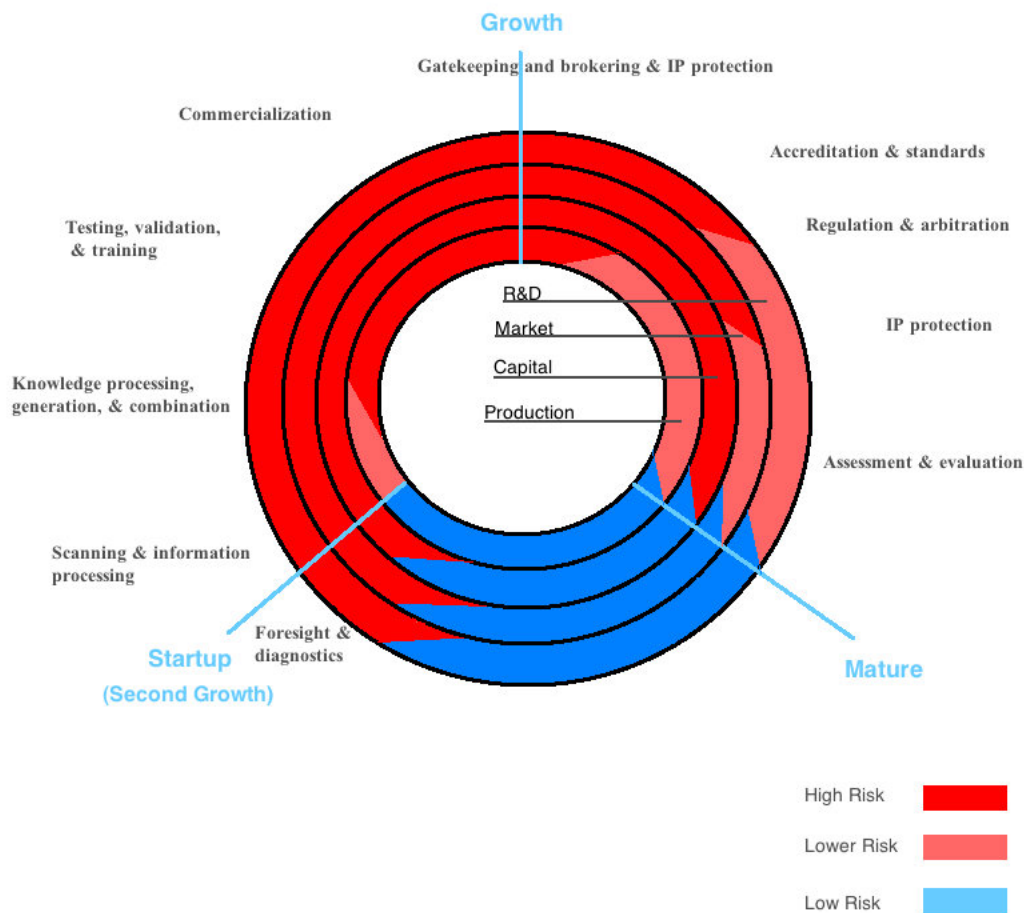 Growth
Gatekeeping and brokering & IP protection
Commercialization
Accreditation & standards
Testing, validation,
& training
Regulation & arbitration
R&D
Market
IP protection
Capital
Knowledge processing,
generation, & combination
Production
Assessment & evaluation
Scanning & information
processing
Foresight &
diagnostics
Startup
(Second Growth)
Mature
High Risk
Lower Risk
Low Risk